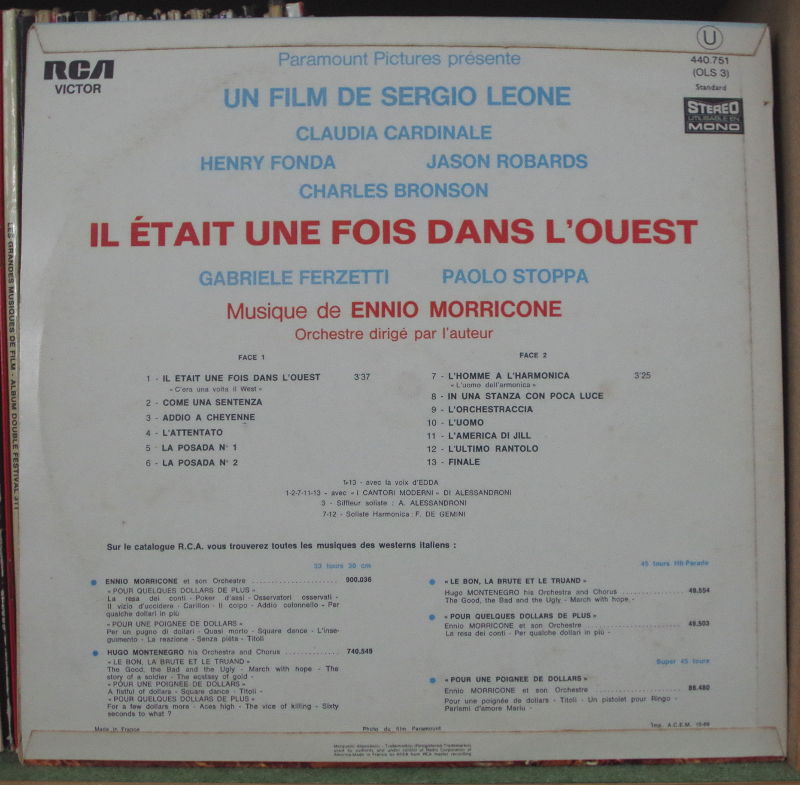 Paramount Pictures présente
U
RCA
VICTOR
440.751
(OLS 3)
Standard
STEREO
UTILISABLE EN
MONO
UN FILM DE SERGIO LEONE
CLAUDIA CARDINALE
HENRY FONDA JASON ROBARDS
CHARLES BRONSON
IL ÉTAIT UNE FOIS DANS L'OUEST
GABRIELE FERZETTI PAOLO STOPPA
Musique de ENNIO MORRICONE
Orchestre dirigé par l'auteur
FACE 1
1 - IL ETAIT UNE FOIS DANS L'OUEST 3'37
« C'era una volta il West »
2 - COME UNA SENTENZA
3 - ADDIO A CHEYENNE
4 - L'ATTENTATO
5 - LA POSADA N° 1
6 - LA POSADA N° 2
FACE 2
7 - L'HOMME A L'HARMONICA 3'25
« L'uomo dell'armonica »
8 - IN UNA STANZA CON POCA LUCE
9 - L'ORCHESTRACCIA
10 - L'UOMO
11 - L'AMERICA DI JILL
12 - L'ULTIMO RANTOLO
13 - FINALE
1-13 - avec la voix d'EDDA
1-2-7-11-13 - avec « I CANTORI MODERNI » DI ALESSANDRONI
3 - Siffleur soliste : A. ALESSANDRONI
7-12 - Soliste Harmonica : F. DE GEMINI
Sur le catalogue R.C.A. vous trouverez toutes les musiques des westerns italiens :
33 tours 30 cm
ENNIO MORRICONE et son Orchestre ...................... 900.036
« POUR QUELQUES DOLLARS DE PLUS »
La resa dei conti - Poker d'assi - Osservatori osservati -
Il vizio d'uccidere - Carillon - Il colpo - Addio colonnello - Per
qualche dollari in più
« POUR UNE POIGNEE DE DOLLARS »
Per un pugno di dollari - Quasi morto - Square dance - L'inse-
guimento - La reazione - Senza pièta - Titoli
HUGO MONTENEGRO his Orchestra and Chorus ................ 740.549
« LE BON, LA BRUTE ET LE TRUAND »
The Good, the Bad and the Ugly - March with hope - The
story of a soldier - The ecstasy of gold -
« POUR UNE POIGNEE DE DOLLARS »
A fistful of dollars - Square dance - Titoli -
« POUR QUELQUES DOLLARS DE PLUS »
For a few dollars more - Aces high - The vice of killing - Sixty
seconds to what ?
45 tours Hit-Parade
« LE BON, LA BRUTE ET LE TRUAND »
Hugo MONTENEGRO his Orchestra and Chorus ................ 49.554
The Good, the Bad and the Ugly - March with hope -
« POUR QUELQUES DOLLARS DE PLUS »
Ennio MORRICONE et son orchestre ........................ 49.503
La resa dei conti - Per qualche dollari in più -
Super 45 tours
« POUR UNE POIGNEE DE DOLLARS »
Ennio MORRICONE et son Orchestre ...................... 86.480
Pour une poignée de dollars - Titoli - Un pistolet pour Ringo -
Parlami d'amore Mariu -
Made in France
Photo du film Paramount
Imp. A.C.E.M.
LES GRANDES MUSIQUES DE FILM - ALBUM DOUBLE FESTIVAL 211